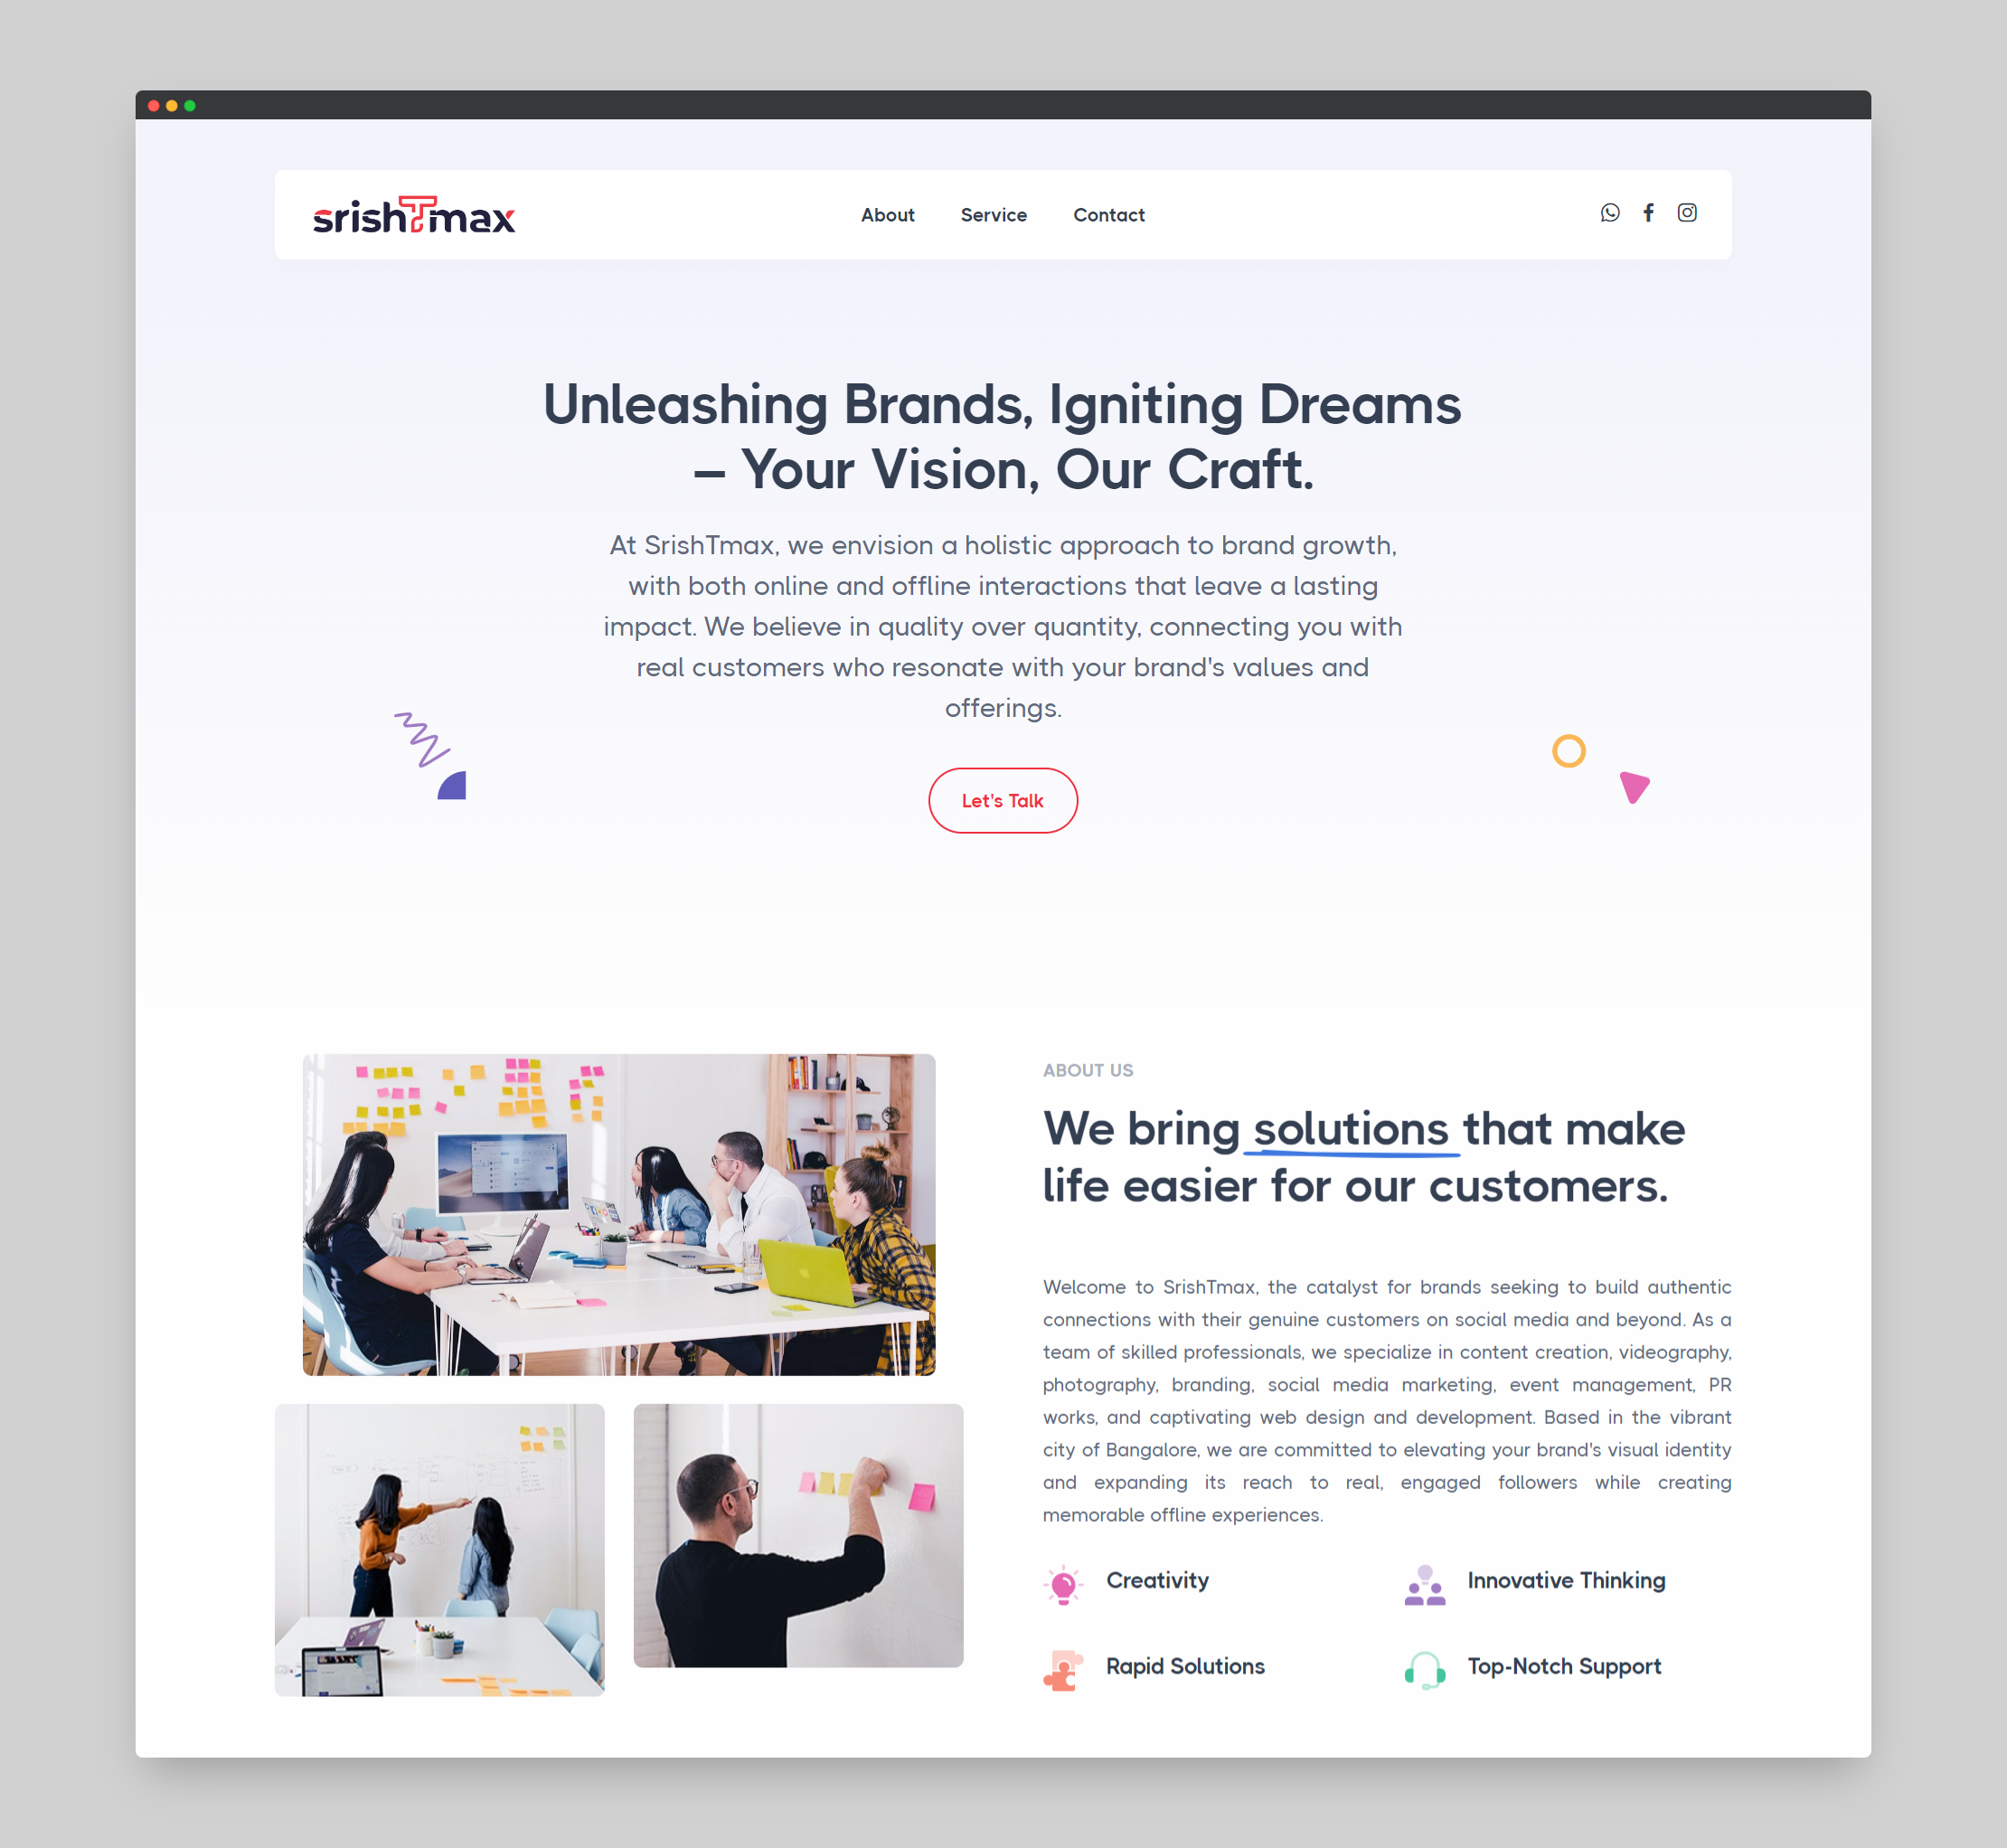 srishTmax
About Service Contact
Unleashing Brands, Igniting Dreams
– Your Vision, Our Craft.
At SrishTmax, we envision a holistic approach to brand growth,
with both online and offline interactions that leave a lasting
impact. We believe in quality over quantity, connecting you with
real customers who resonate with your brand's values and
offerings.
Let's Talk
ABOUT US
We bring solutions that make
life easier for our customers.
Welcome to SrishTmax, the catalyst for brands seeking to build authentic
connections with their genuine customers on social media and beyond. As a
team of skilled professionals, we specialize in content creation, videography,
photography, branding, social media marketing, event management, PR
works, and captivating web design and development. Based in the vibrant
city of Bangalore, we are committed to elevating your brand's visual identity
and expanding its reach to real, engaged followers while creating
memorable offline experiences.
Creativity
Innovative Thinking
Rapid Solutions
Top-Notch Support